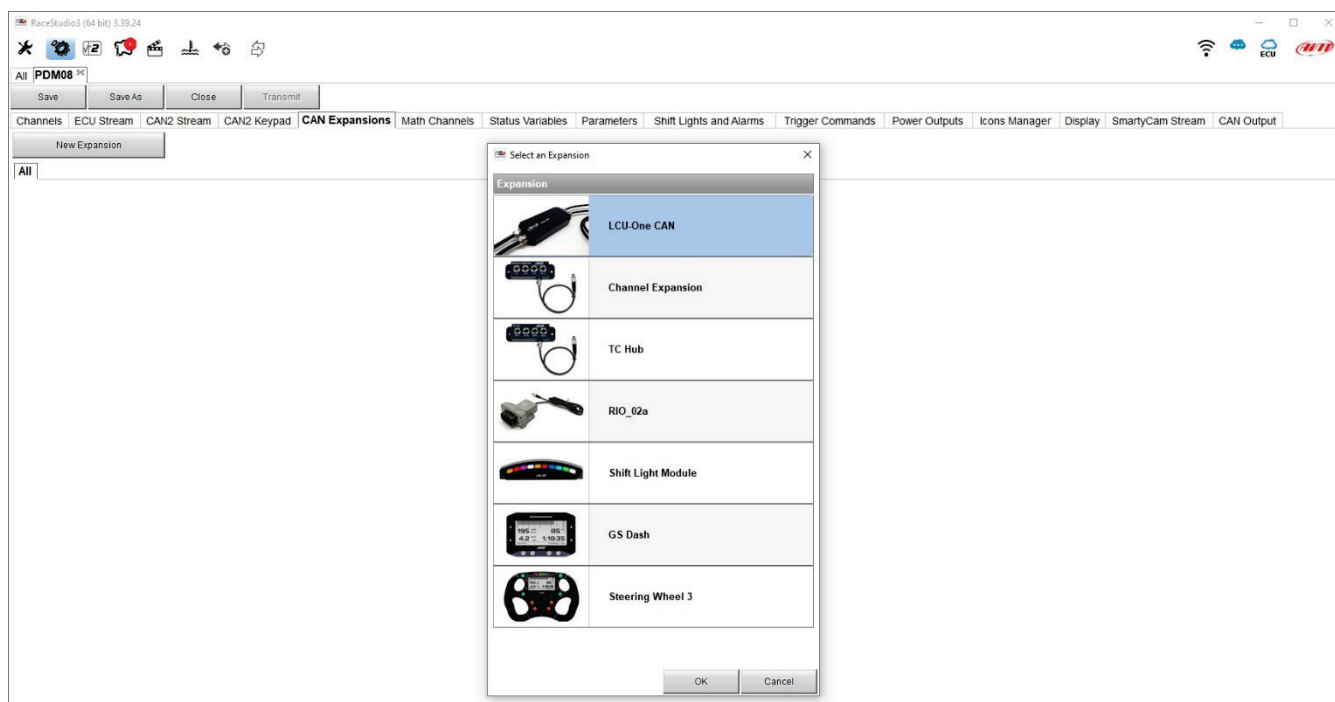 RaceStudio3 (64 bit) 3.39.24
ECU
All PDM08
Save Save As Close Transmit
Channels ECU Stream CAN2 Stream CAN2 Keypad CAN Expansions Math Channels Status Variables Parameters Shift Lights and Alarms Trigger Commands Power Outputs Icons Manager Display SmartyCam Stream CAN Output
New Expansion
All
Select an Expansion
Expansion
LCU-One CAN
Channel Expansion
TC Hub
RIO_02a
Shift Light Module
GS Dash
Steering Wheel 3
OK Cancel